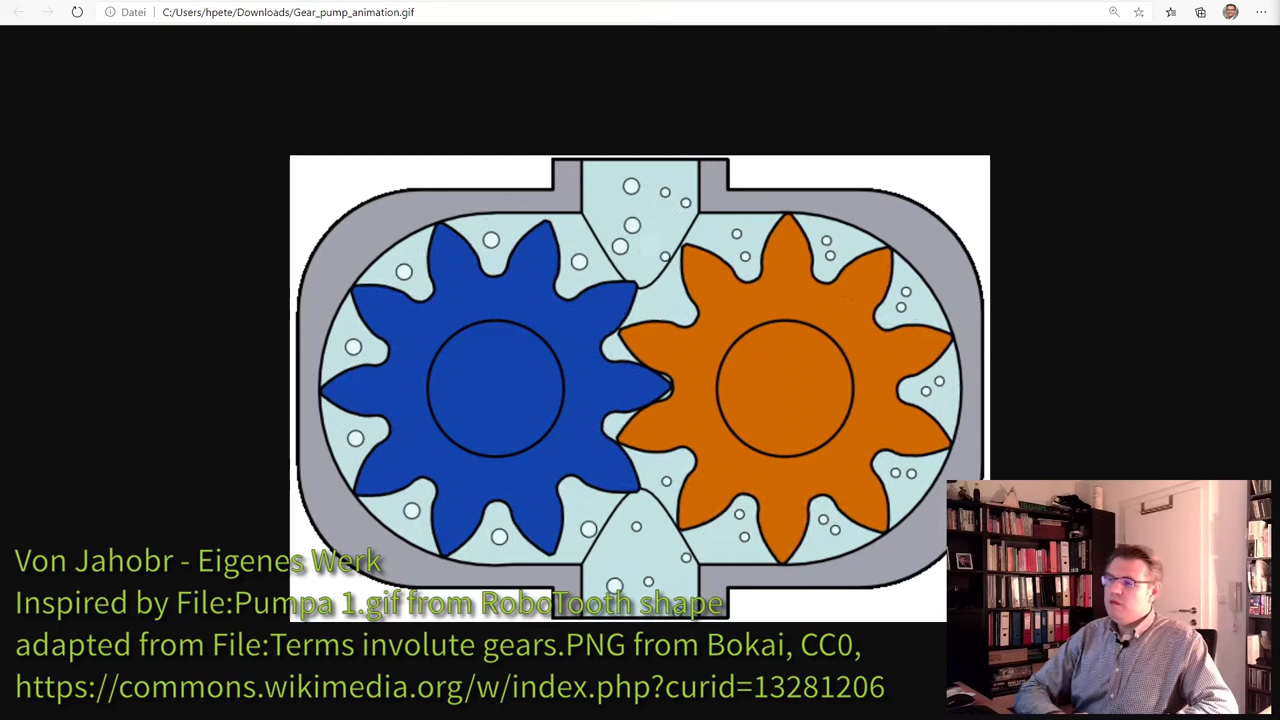 Datei
C:/Users/hpete/Downloads/Gear_pump_animation.gif
Von Jahobr - Eigenes Werk
Inspired by File:Pumpa 1.gif from RoboTooth shape
adapted from File:Terms involute gears.PNG from Bokai, CC0,
https://commons.wikimedia.org/w/index.php?curid=13281206